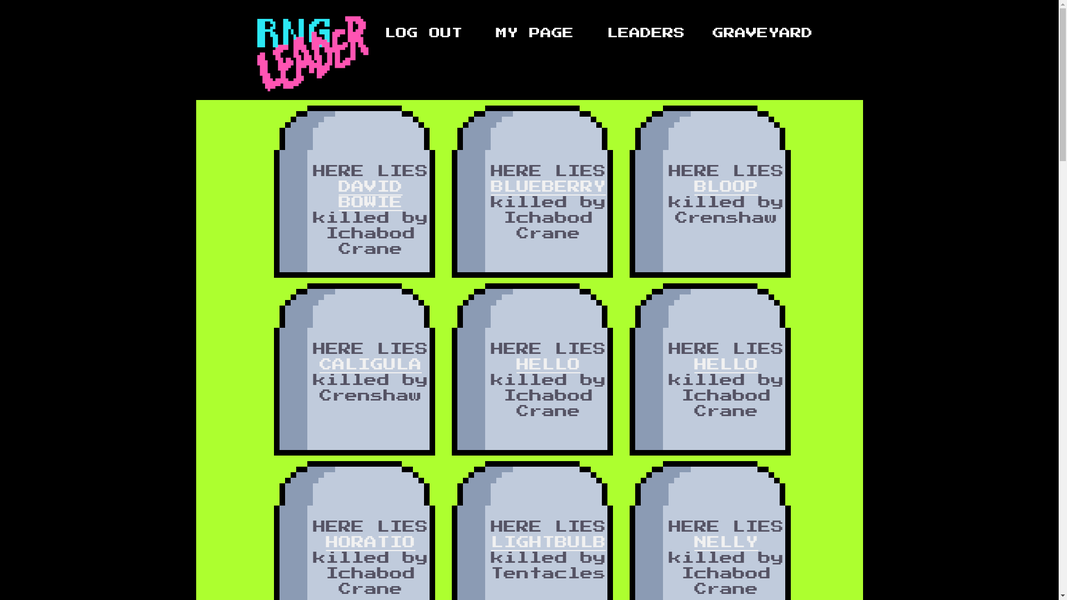 RNG LEADER
LOG OUT MY PAGE LEADERS GRAVEYARD
HERE LIES
DAVID
BOWIE
killed by
Ichabod
Crane
HERE LIES
BLUEBERRY
killed by
Ichabod
Crane
HERE LIES
BLOOP
killed by
Crenshaw
HERE LIES
CALIGULA
killed by
Crenshaw
HERE LIES
HELLO
killed by
Ichabod
Crane
HERE LIES
HELLO
killed by
Ichabod
Crane
HERE LIES
HORATIO
killed by
Ichabod
Crane
HERE LIES
LIGHTBULB
killed by
Tentacles
HERE LIES
NELLY
killed by
Ichabod
Crane